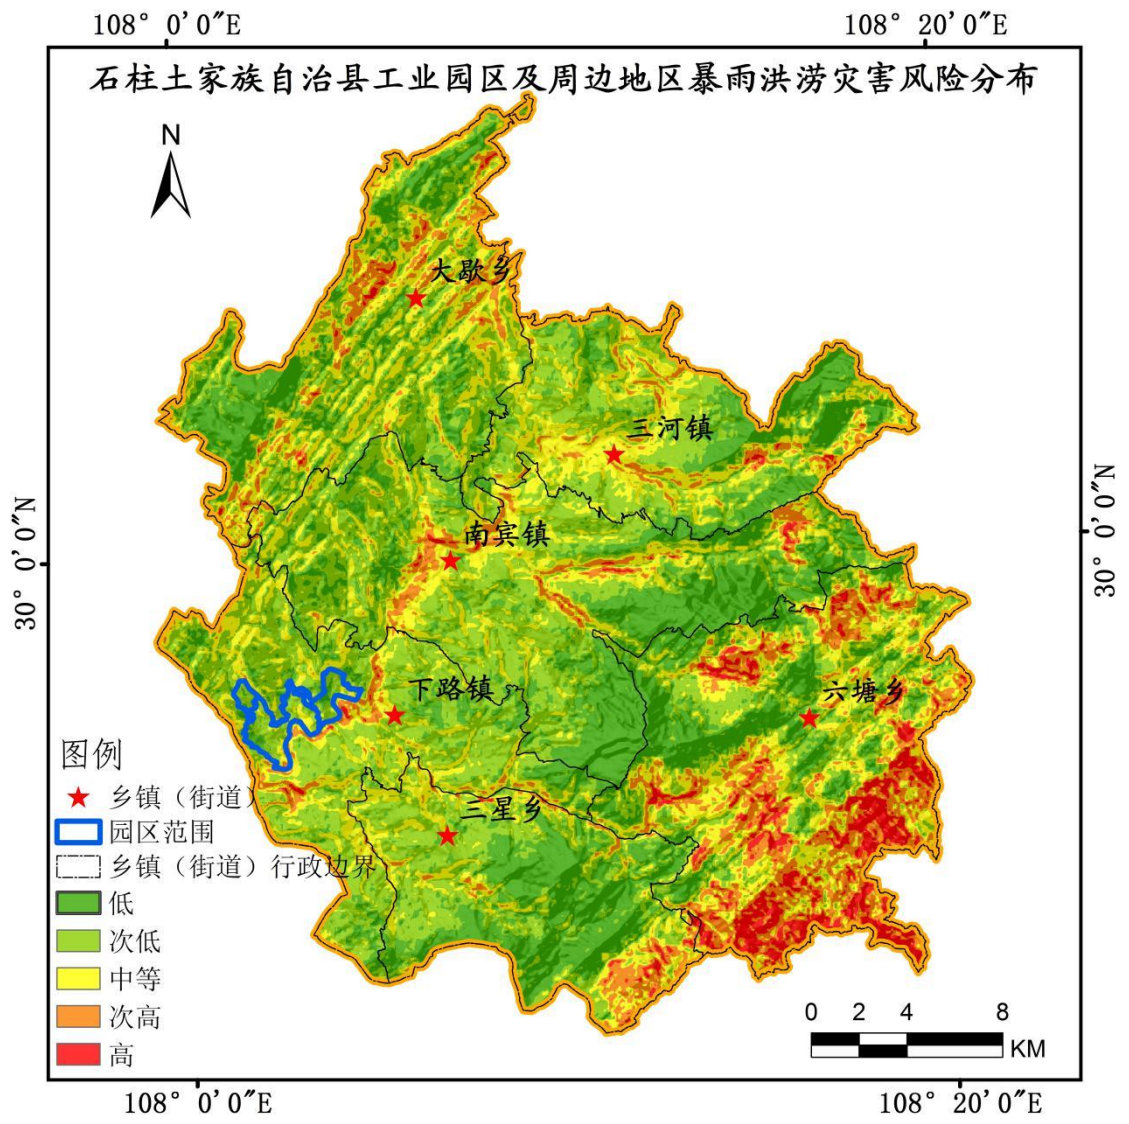 108° 0'0"E
108° 20'0"E
石柱土家族自治县工业园区及周边地区暴雨洪涝灾害风险分布
N
大歇乡
三河镇
30° 0'0"N
30° 0'0"N
南宾镇
下路镇
六塘乡
三星乡
图例
乡镇（街道）
园区范围
乡镇（街道）行政边界
低
次低
中等
次高
高
0 2 4 8
KM
108° 0'0"E
108° 20'0"E